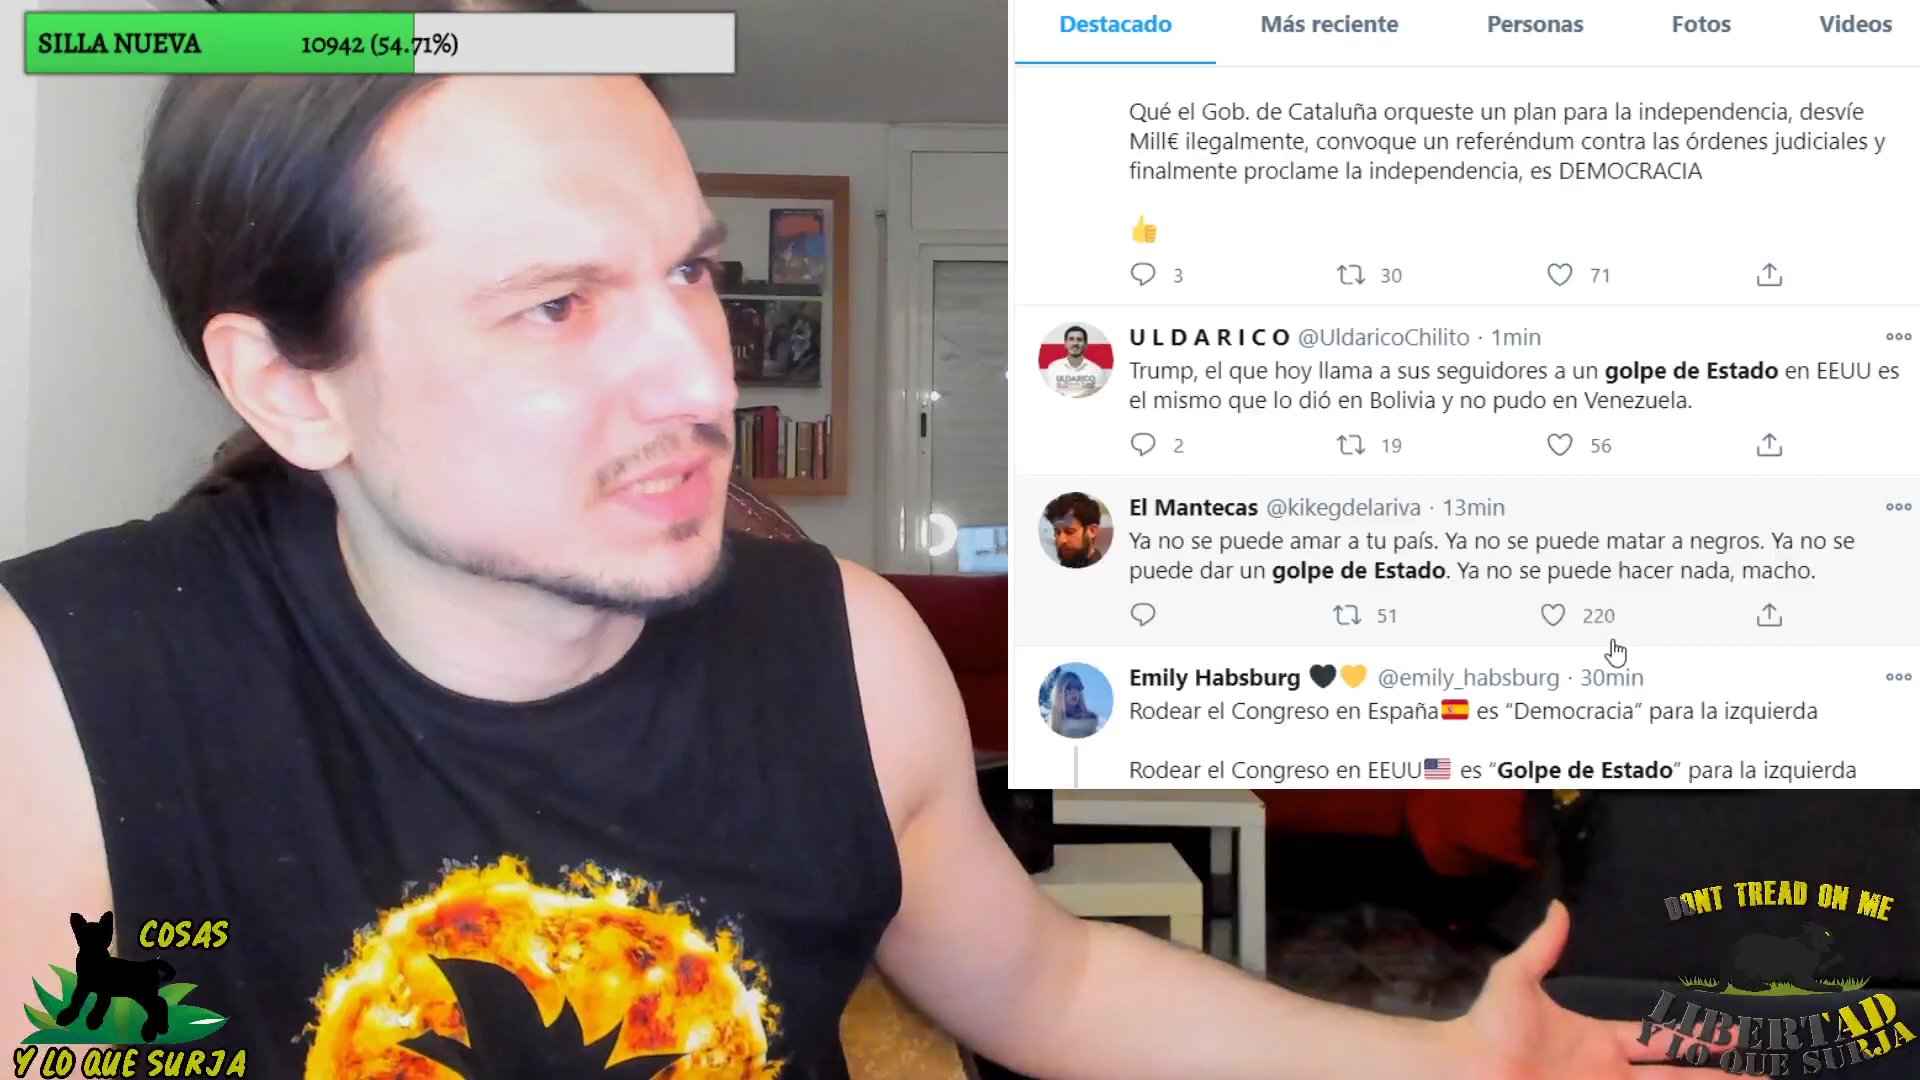 SILLA NUEVA 10942 (54.71%)
Destacado Más reciente Personas Fotos Videos
Qué el Gob. de Cataluña orqueste un plan para la independencia, desvíe
Mill€ ilegalmente, convoque un referéndum contra las órdenes judiciales y
finalmente proclame la independencia, es DEMOCRACIA
👍
3 30 71
U L D A R I C O @UldaricoChilito · 1min
Trump, el que hoy llama a sus seguidores a un golpe de Estado en EEUU es
el mismo que lo dió en Bolivia y no pudo en Venezuela.
2 19 56
El Mantecas @kikegdelariva · 13min
Ya no se puede amar a tu país. Ya no se puede matar a negros. Ya no se
puede dar un golpe de Estado. Ya no se puede hacer nada, macho.
51 220
Emily Habsburg 🖤💛 @emily_habsburg · 30min
Rodear el Congreso en España🇪🇸 es “Democracia” para la izquierda
Rodear el Congreso en EEUU🇺🇸 es “Golpe de Estado” para la izquierda
COSAS
Y LO QUE SURJA
DONT TREAD ON ME
LIBERTAD
Y LO QUE SURJA